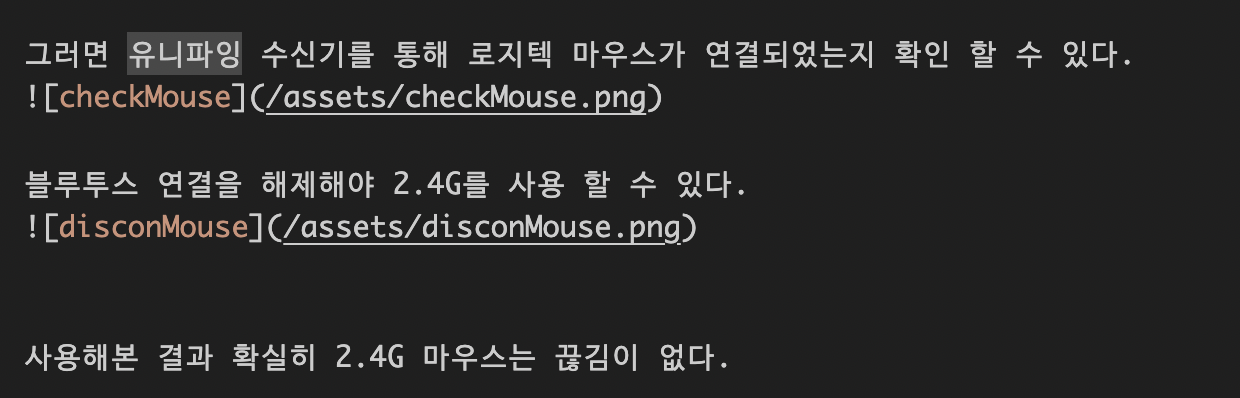 그러면 유니파잉 수신기를 통해 로지텍 마우스가 연결되었는지 확인 할 수 있다.
![checkMouse](/assets/checkMouse.png)
블루투스 연결을 해제해야 2.4G를 사용 할 수 있다.
![disconMouse](/assets/disconMouse.png)
사용해본 결과 확실히 2.4G 마우스는 끊김이 없다.